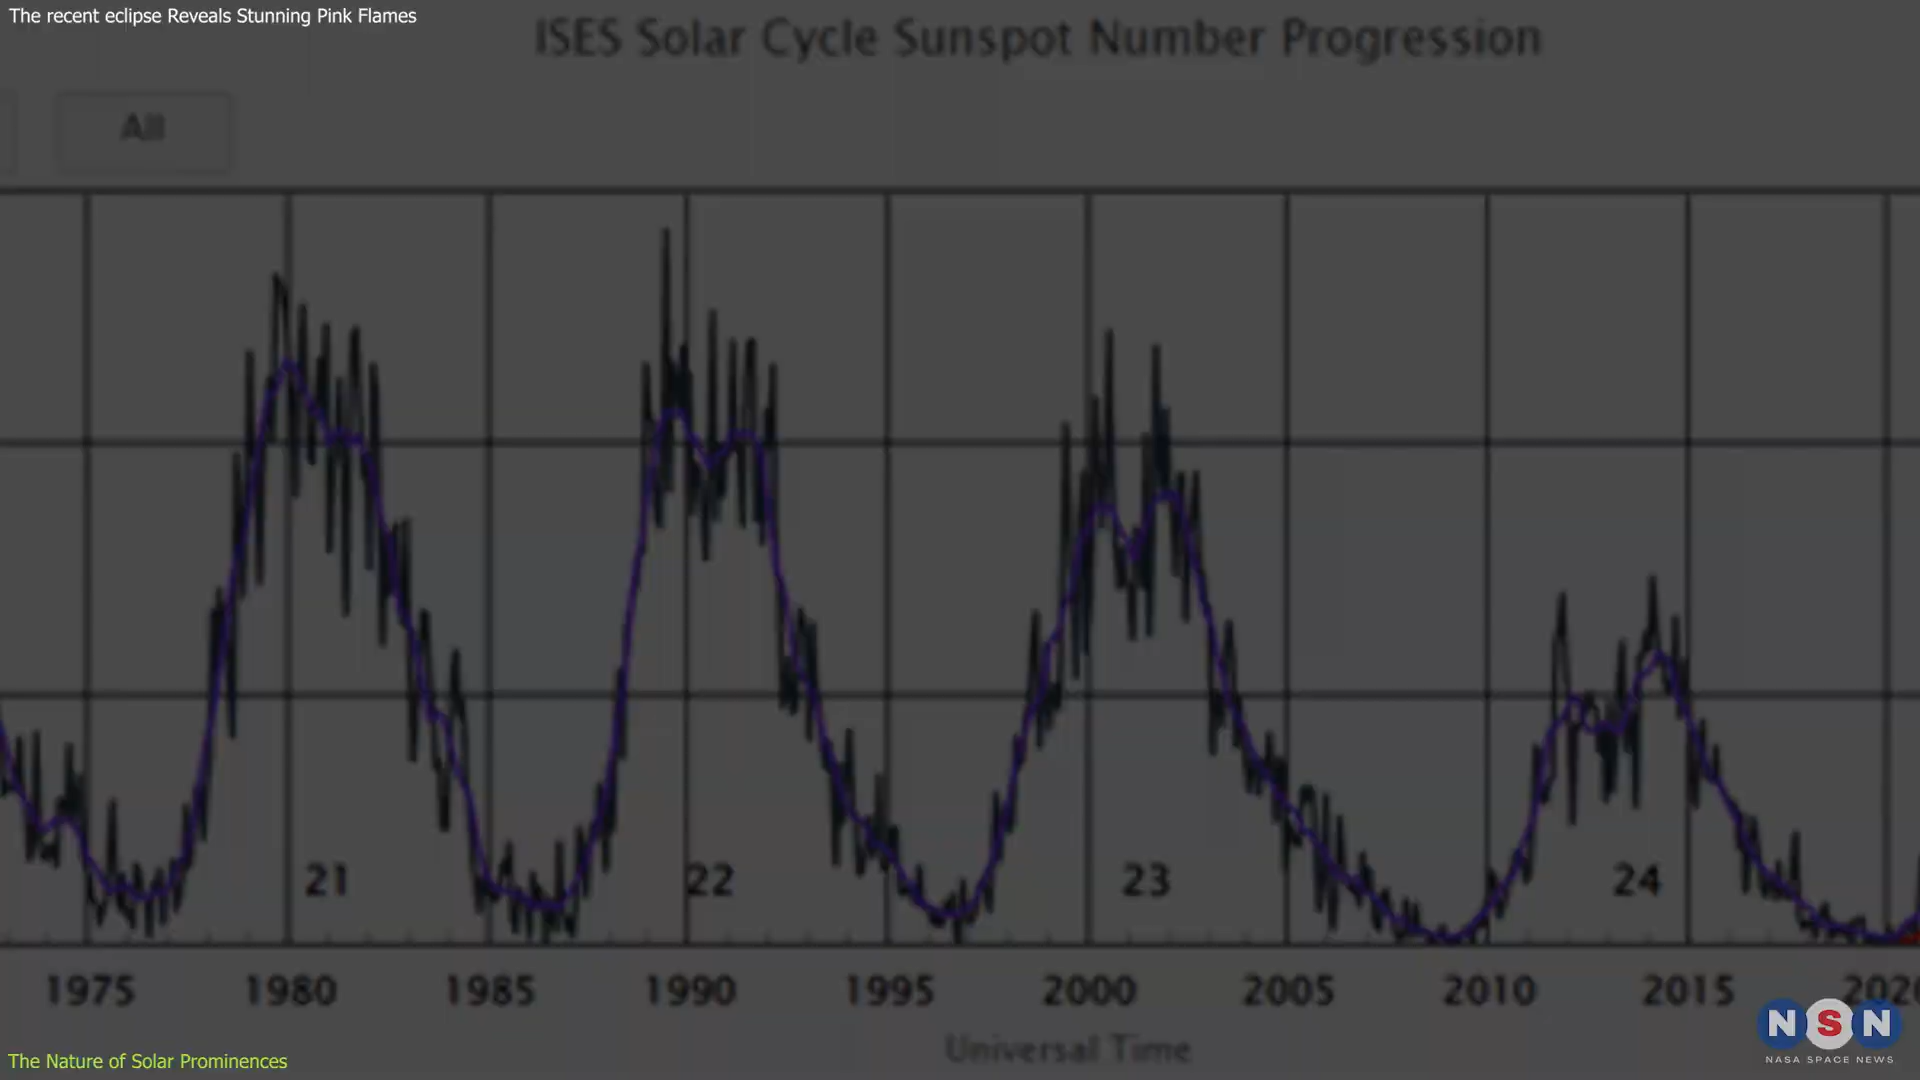 The recent eclipse Reveals Stunning Pink Flames
ISES Solar Cycle Sunspot Number Progression
All
21 22 23 24
1975 1980 1985 1990 1995 2000 2005 2010 2015 2020
Universal Time
NSN
NASA SPACE NEWS
The Nature of Solar Prominences